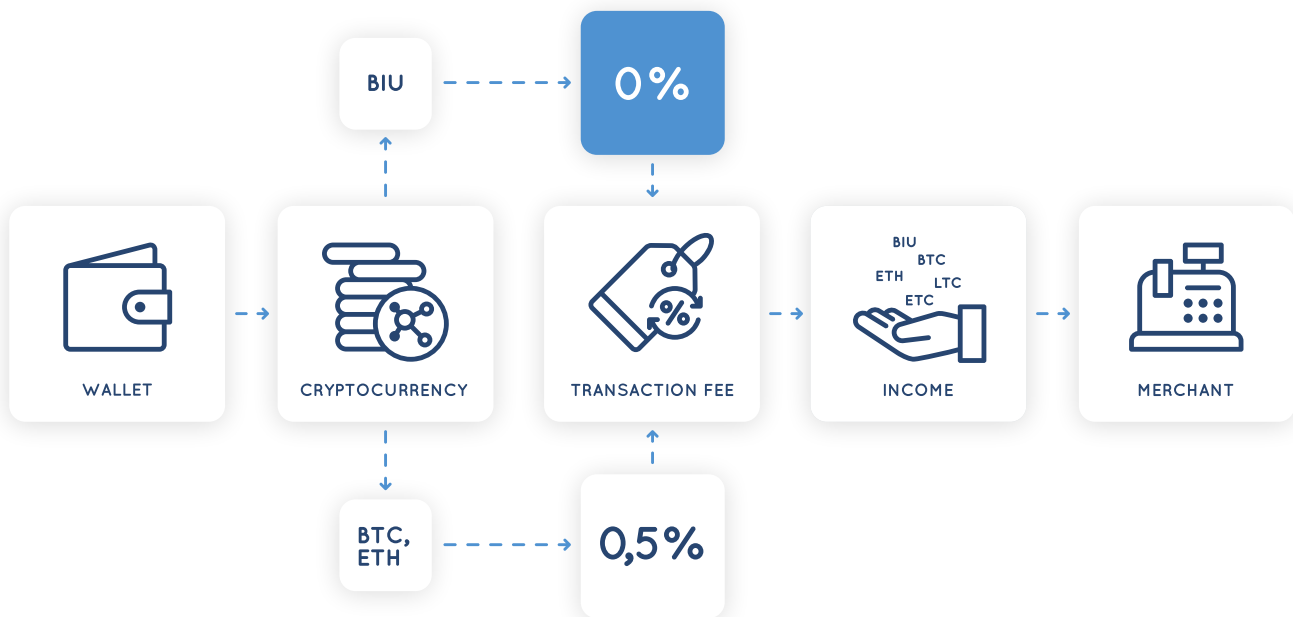 BIU
0%
WALLET
CRYPTOCURRENCY
%
TRANSACTION FEE
BIU
BTC
ETH
LTC
ETC
INCOME
MERCHANT
BTC,
ETH
0,5%